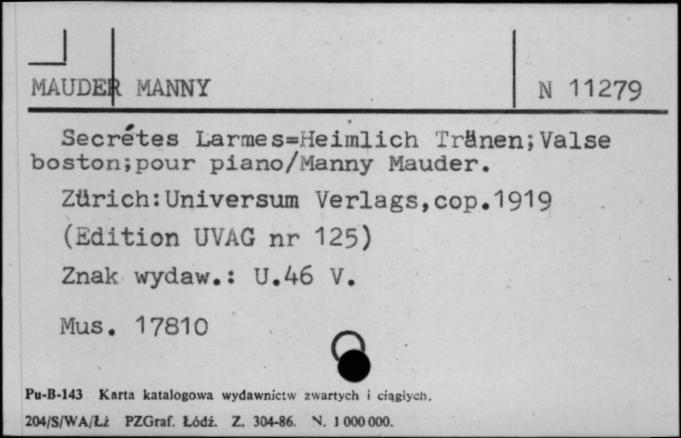 MAUDER MANNY
N 11279
Secrétes Larmes=Heimlich Tränen;Valse
boston;pour piano/Manny Mauder.
Zürich:Universum Verlags,cop.1919
(Edition UVAG nr 125)
Znak wydaw.: U.46 V.
Mus. 17810
Pu-B-143 Karta katalogowa wydawnictw zwartych i ciągłych.
204/S/WA/Łż PZGraf. Łódź. Z. 304-86. N. 1 000 000.